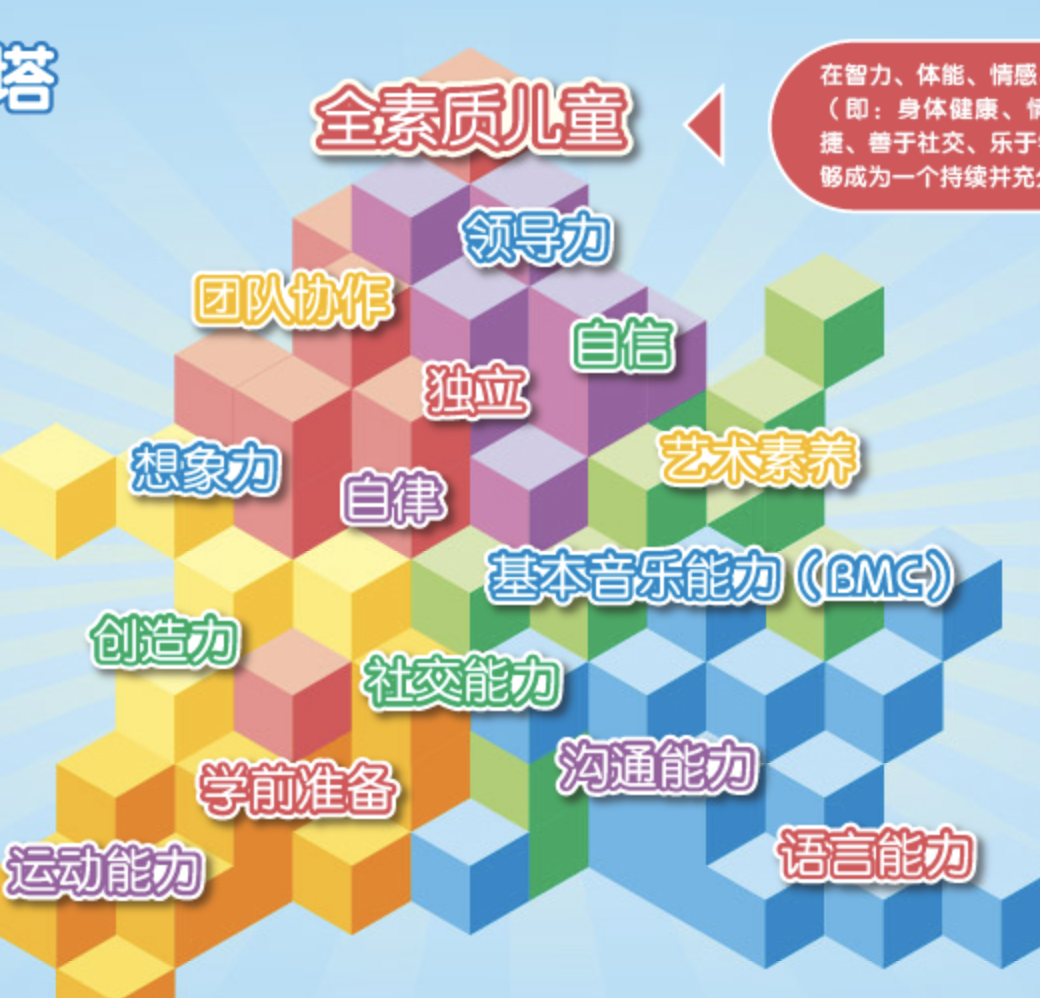 塔
全素质儿童
在智力、体能、情感
（即：身体健康、情
捷、善于社交、乐于
够成为一个持续并充
领导力
团队协作
自信
独立
艺术素养
想象力
自律
基本音乐能力（BMC）
创造力
社交能力
沟通能力
学前准备
语言能力
运动能力